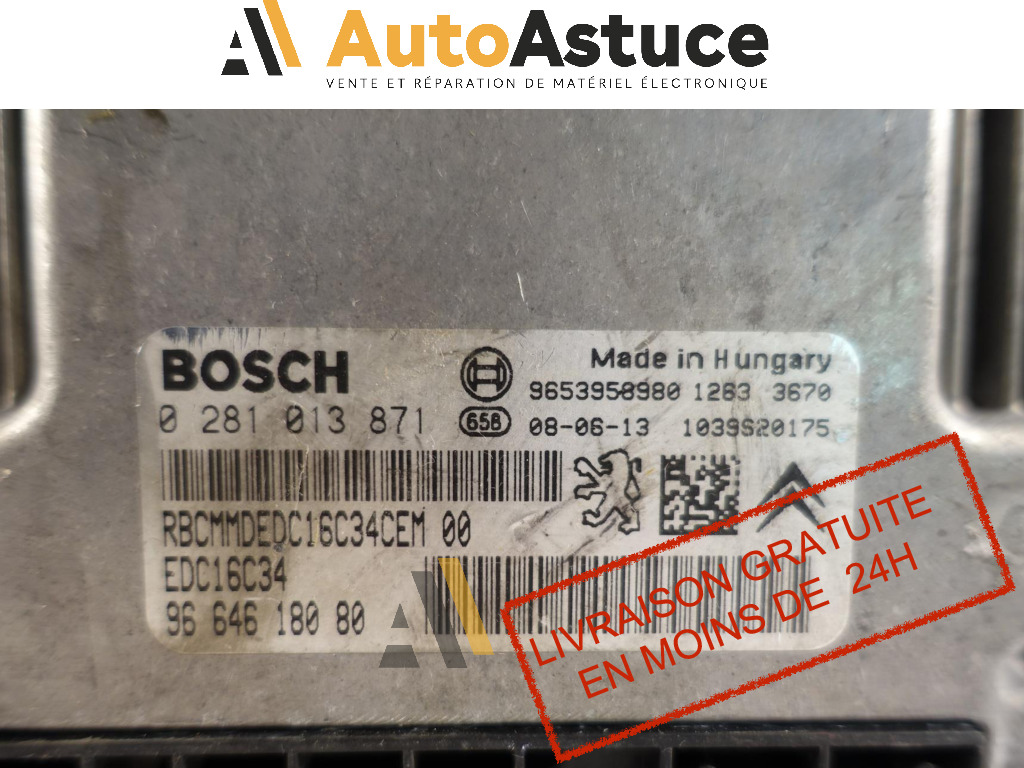 AutoAstuce
VENTE ET RÉPARATION DE MATÉRIEL ÉLECTRONIQUE
BOSCH
Made in Hungary
9653958980 1263 3670
0 281 013 871
658
08-06-13 1039S20175
RBCMMDEDC16C34CEM 00
EDC16C34
96 646 180 80
LIVRAISON GRATUITE
EN MOINS DE 24H